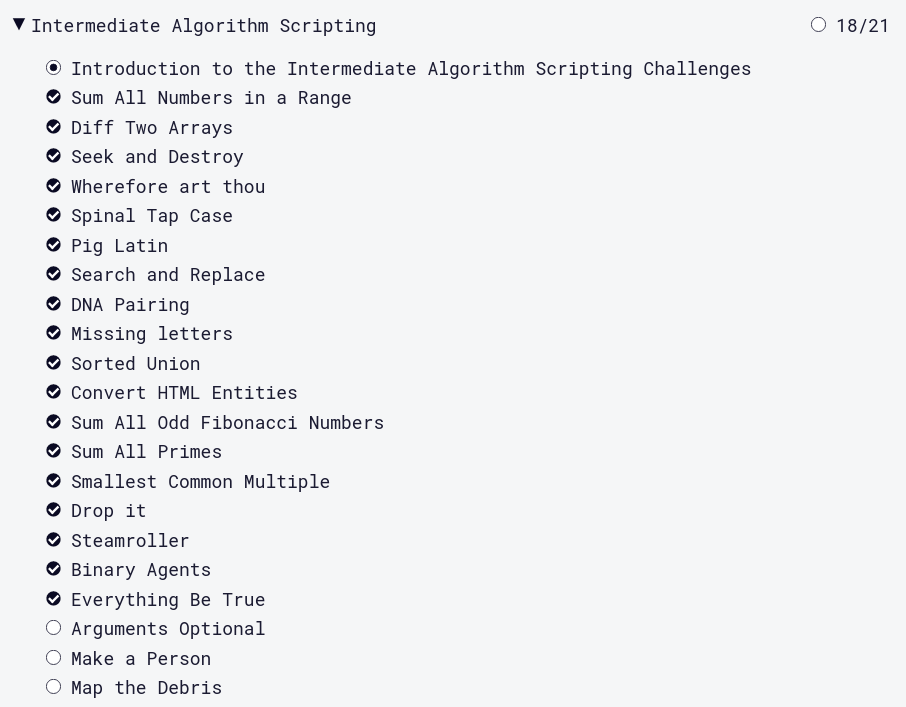 Intermediate Algorithm Scripting 18/21
Introduction to the Intermediate Algorithm Scripting Challenges
Sum All Numbers in a Range
Diff Two Arrays
Seek and Destroy
Wherefore art thou
Spinal Tap Case
Pig Latin
Search and Replace
DNA Pairing
Missing letters
Sorted Union
Convert HTML Entities
Sum All Odd Fibonacci Numbers
Sum All Primes
Smallest Common Multiple
Drop it
Steamroller
Binary Agents
Everything Be True
Arguments Optional
Make a Person
Map the Debris